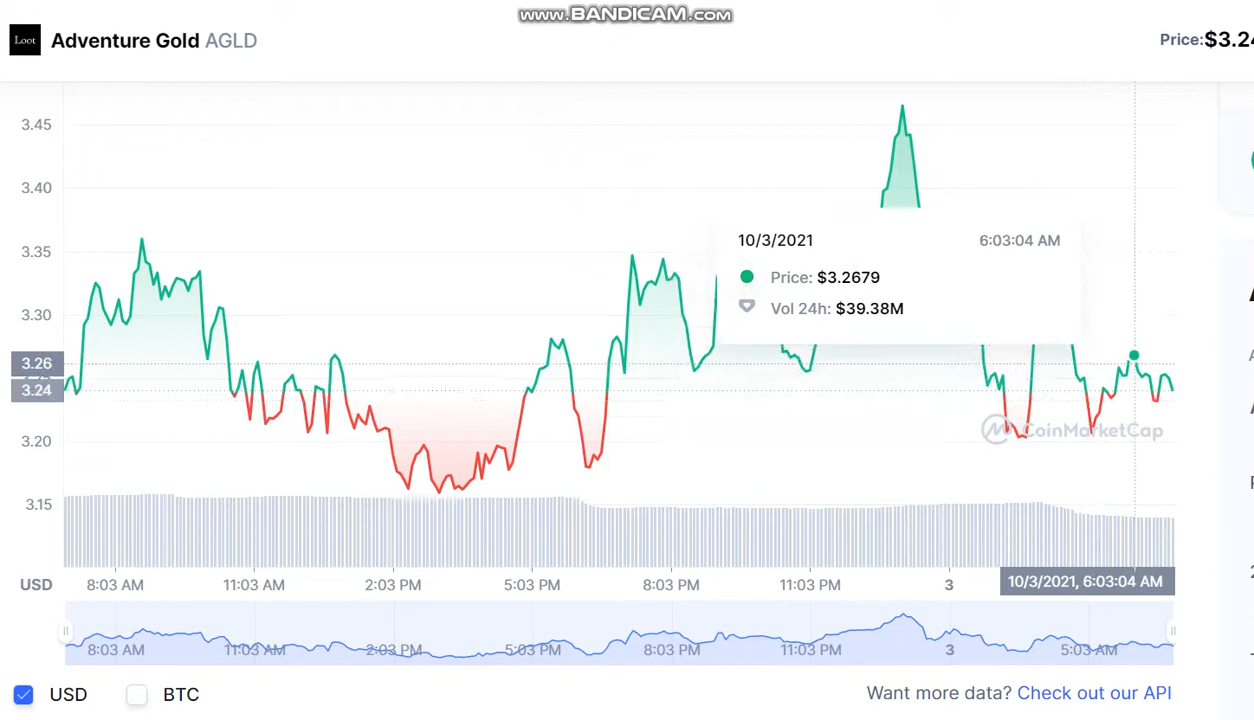 www.BANDICAM.com
Loot
Adventure Gold AGLD
Price:$3.24
3.45
3.40
3.35
3.30
3.26
3.24
3.20
3.15
10/3/2021 6:03:04 AM
Price: $3.2679
Vol 24h: $39.38M
CoinMarketCap
USD
8:03 AM 11:03 AM 2:03 PM 5:03 PM 8:03 PM 11:03 PM 3 10/3/2021, 6:03:04 AM
8:03 AM 11:03 AM 2:03 PM 5:03 PM 8:03 PM 11:03 PM 3 5:03 AM
USD BTC
Want more data? Check out our API